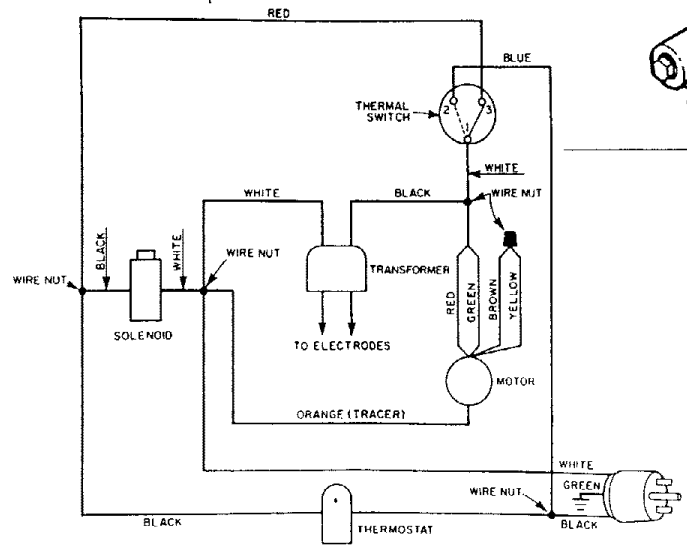 RED
BLUE
THERMAL
SWITCH
2
3
1
WHITE
WHITE
BLACK
WIRE NUT
BLACK
WHITE
WIRE NUT
TRANSFORMER
WIRE NUT
RED
GREEN
BROWN
YELLOW
SOLENOID
TO ELECTRODES
MOTOR
ORANGE (TRACER)
WHITE
GREEN
WIRE NUT
BLACK
THERMOSTAT
BLACK